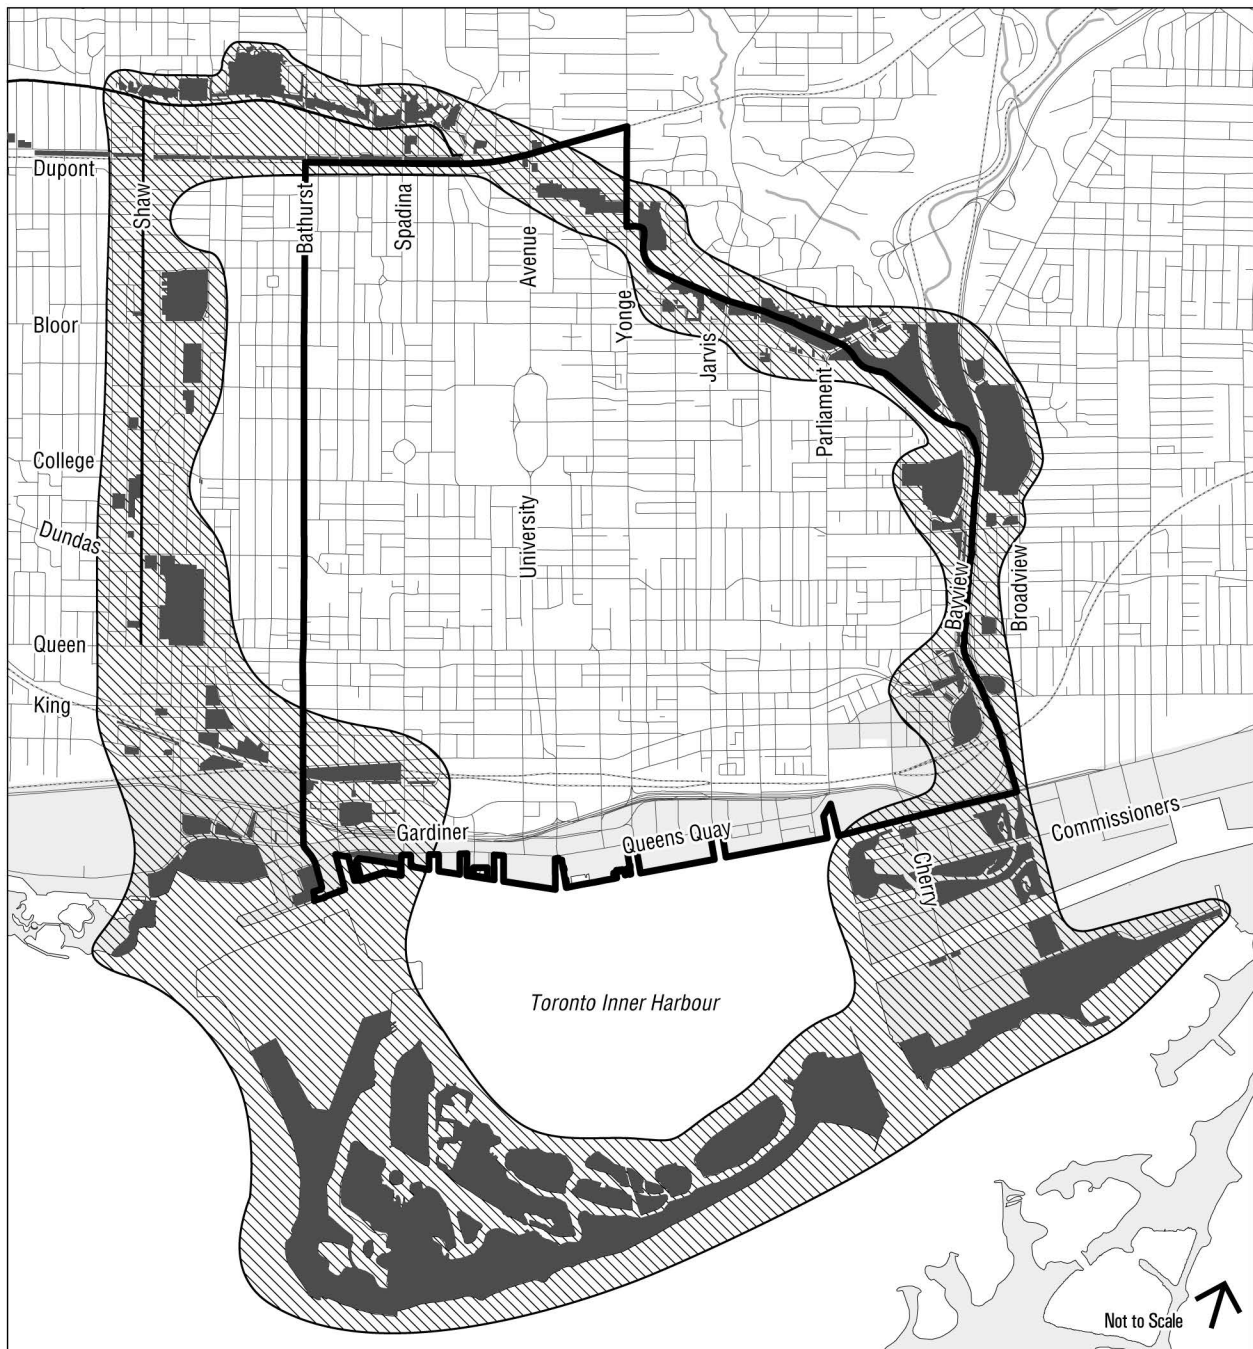 Dupont
Shaw
Bathurst
Spadina
Avenue
Yonge
Bloor
Jarvis
Parliament
College
Dundas
University
Bayview
Broadview
Queen
King
Gardiner
Queens Quay
Commissioners
Cherry
Toronto Inner Harbour
Not to Scale